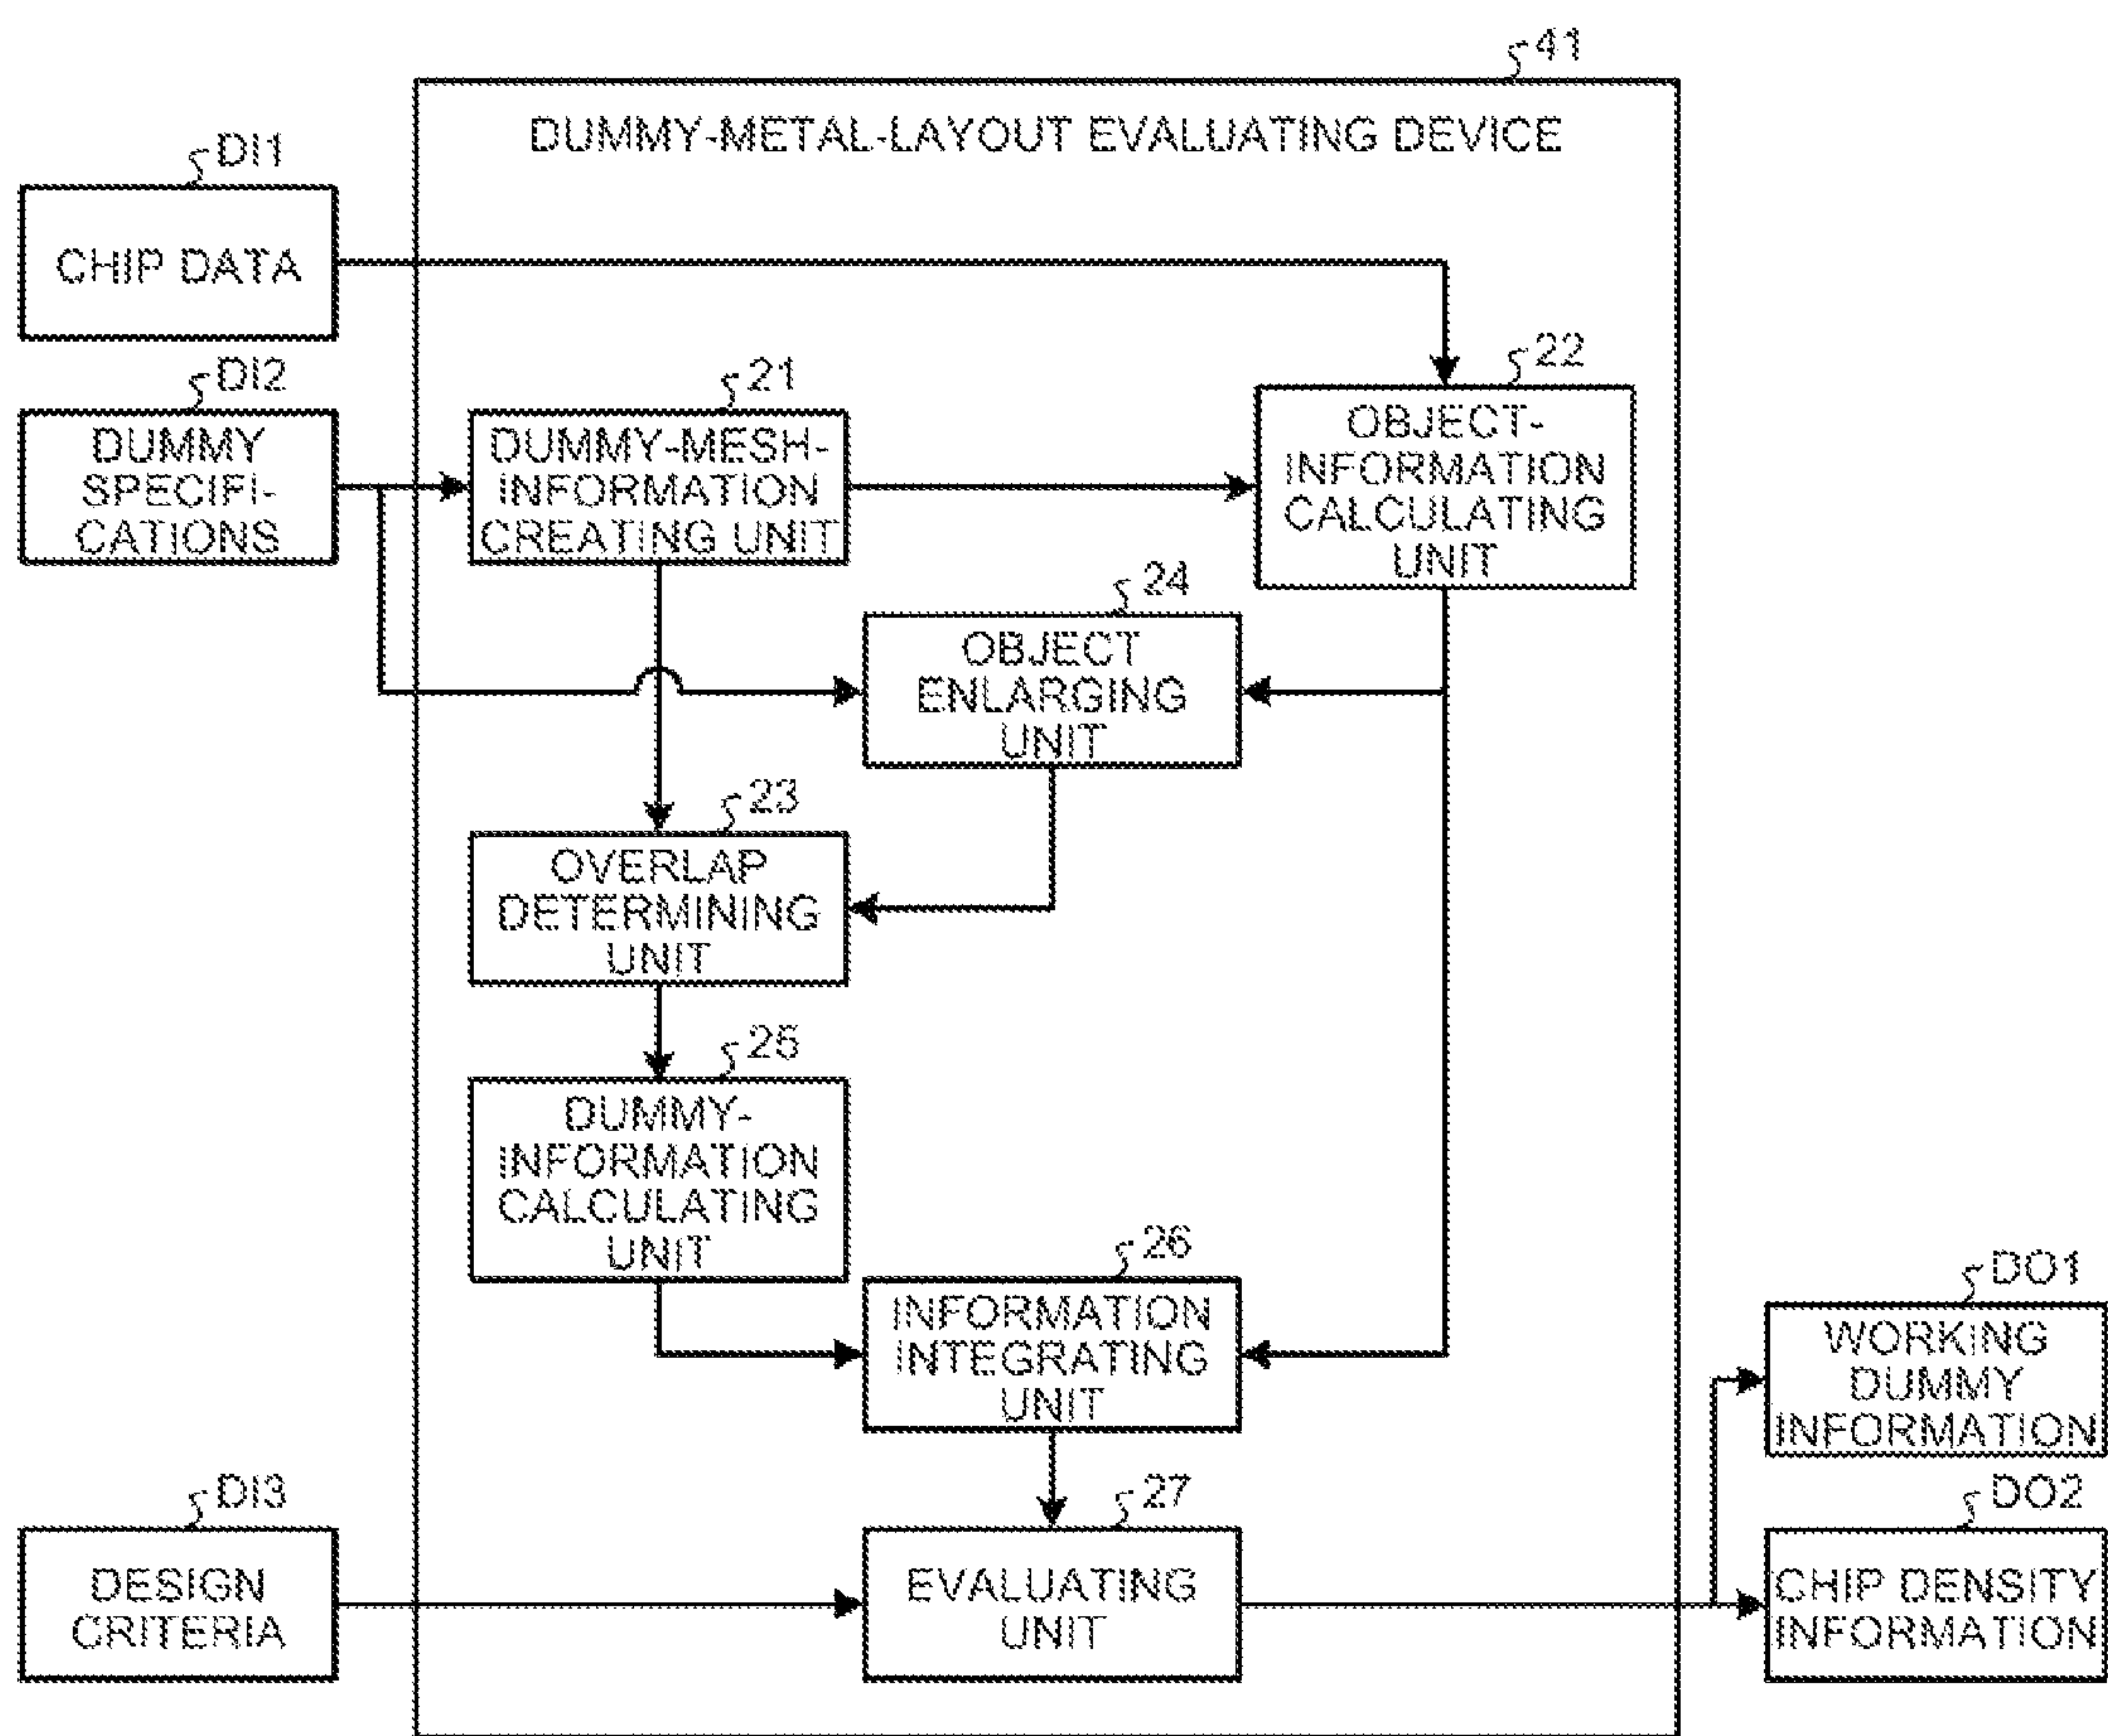 41
DUMMY-METAL-LAYOUT EVALUATING DEVICE
DI1
CHIP DATA
DI2
DUMMY
SPECIFI-
CATIONS
21
DUMMY-MESH-
INFORMATION
CREATING UNIT
22
OBJECT-
INFORMATION
CALCULATING
UNIT
24
OBJECT
ENLARGING
UNIT
23
OVERLAP
DETERMINING
UNIT
25
DUMMY-
INFORMATION
CALCULATING
UNIT
26
INFORMATION
INTEGRATING
UNIT
DO1
WORKING
DUMMY
INFORMATION
DI3
DESIGN
CRITERIA
27
EVALUATING
UNIT
DO2
CHIP DENSITY
INFORMATION